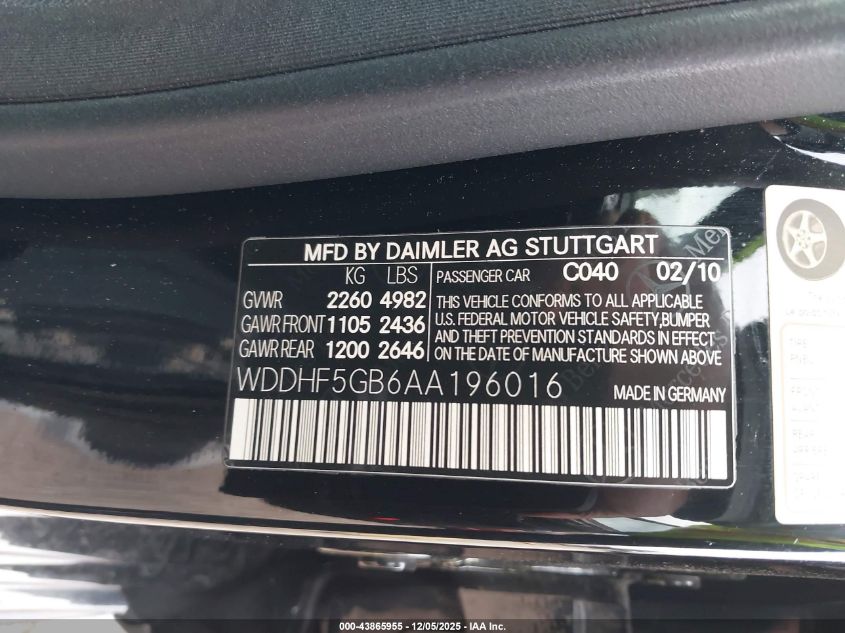 MFD BY DAIMLER AG STUTTGART
KG LBS PASSENGER CAR C040 02/10
GVWR 2260 4982
GAWR FRONT 1105 2436
GAWR REAR 1200 2646
THIS VEHICLE CONFORMS TO ALL APPLICABLE
U.S. FEDERAL MOTOR VEHICLE SAFETY,BUMPER
AND THEFT PREVENTION STANDARDS IN EFFECT
ON THE DATE OF MANUFACTURE SHOWN ABOVE
WDDHF5GB6AA196016 MADE IN GERMANY
000-43865955 - 12/05/2025 - IAA Inc.